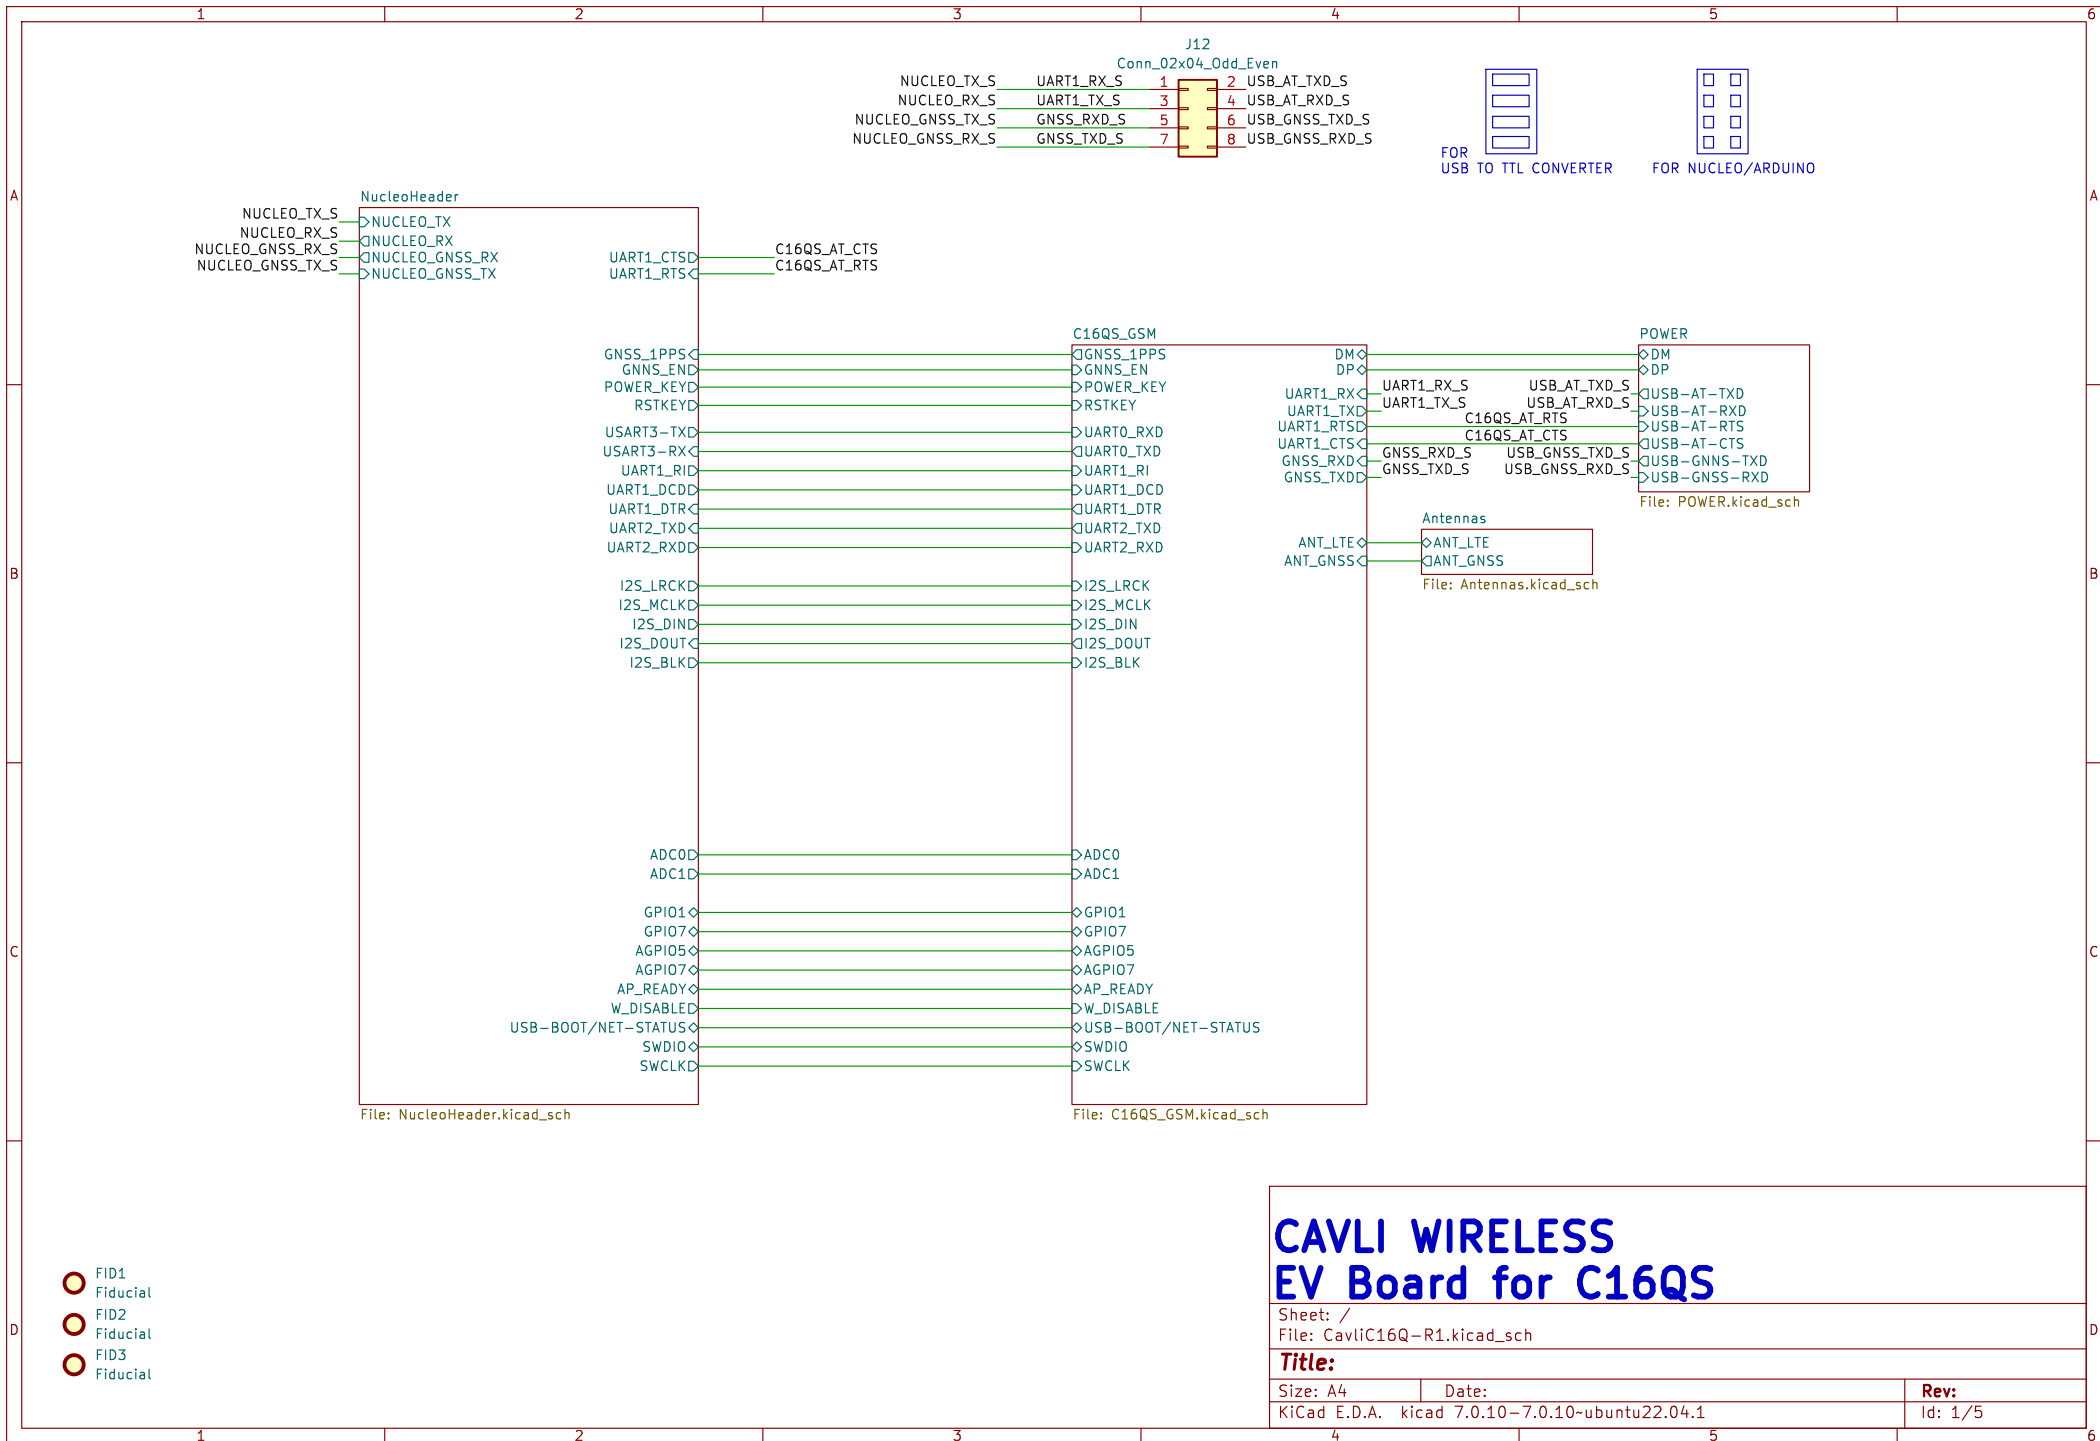 1 2 3 4 5 6
J12
Conn_02x04_Odd_Even
NUCLEO_TX_S UART1_RX_S 1 2 USB_AT_TXD_S
NUCLEO_RX_S UART1_TX_S 3 4 USB_AT_RXD_S
NUCLEO_GNSS_TX_S GNSS_RXD_S 5 6 USB_GNSS_TXD_S
NUCLEO_GNSS_RX_S GNSS_TXD_S 7 8 USB_GNSS_RXD_S
FOR
USB TO TTL CONVERTER
FOR NUCLEO/ARDUINO
A A
NucleoHeader
NUCLEO_TX_S NUCLEO_TX
NUCLEO_RX_S NUCLEO_RX
NUCLEO_GNSS_RX_S NUCLEO_GNSS_RX
NUCLEO_GNSS_TX_S NUCLEO_GNSS_TX
UART1_CTS C16QS_AT_CTS
UART1_RTS C16QS_AT_RTS
GNSS_1PPS
GNNS_EN
POWER_KEY
RSTKEY
USART3-TX
USART3-RX
UART1_RI
UART1_DCD
UART1_DTR
UART2_TXD
UART2_RXD
I2S_LRCK
I2S_MCLK
I2S_DIN
I2S_DOUT
I2S_BLK
ADC0
ADC1
GPIO1
GPIO7
AGPIO5
AGPIO7
AP_READY
W_DISABLE
USB-BOOT/NET-STATUS
SWDIO
SWCLK
File: NucleoHeader.kicad_sch
C16QS_GSM
GNSS_1PPS
GNNS_EN
POWER_KEY
RSTKEY
UART0_RXD
UART0_TXD
UART1_RI
UART1_DCD
UART1_DTR
UART2_TXD
UART2_RXD
I2S_LRCK
I2S_MCLK
I2S_DIN
I2S_DOUT
I2S_BLK
ADC0
ADC1
GPIO1
GPIO7
AGPIO5
AGPIO7
AP_READY
W_DISABLE
USB-BOOT/NET-STATUS
SWDIO
SWCLK
File: C16QS_GSM.kicad_sch
DM
DP
UART1_RX UART1_RX_S
UART1_TX UART1_TX_S
UART1_RTS C16QS_AT_RTS
UART1_CTS C16QS_AT_CTS
GNSS_RXD GNSS_RXD_S
GNSS_TXD GNSS_TXD_S
ANT_LTE
ANT_GNSS
POWER
DM
DP
USB_AT_TXD_S USB-AT-TXD
USB_AT_RXD_S USB-AT-RXD
USB-AT-RTS
USB-AT-CTS
USB_GNSS_TXD_S USB-GNNS-TXD
USB_GNSS_RXD_S USB-GNSS-RXD
File: POWER.kicad_sch
Antennas
ANT_LTE
ANT_GNSS
File: Antennas.kicad_sch
B B
C C
FID1
Fiducial
FID2
Fiducial
FID3
Fiducial
D D
CAVLI WIRELESS
EV Board for C16QS
Sheet: /
File: CavliC16Q-R1.kicad_sch
Title:
Size: A4 Date: Rev:
KiCad E.D.A. kicad 7.0.10-7.0.10~ubuntu22.04.1 Id: 1/5
1 2 3 4 5 6